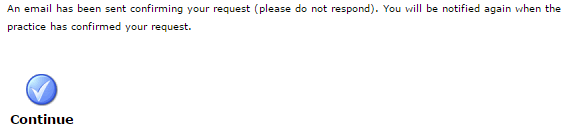 An email has been sent confirming your request (please do not respond). You will be notified again when the
practice has confirmed your request.
Continue